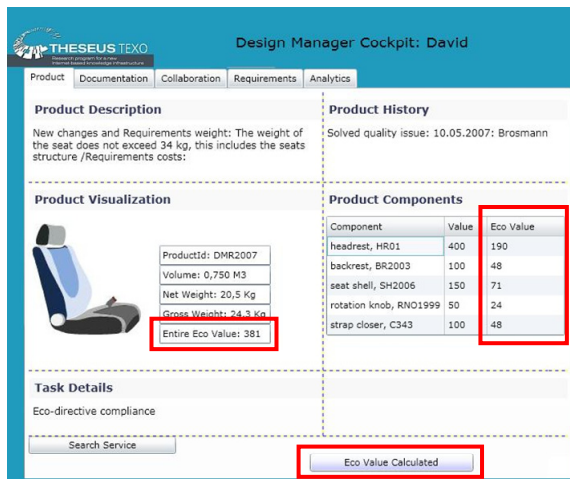 THESEUS TEXO
Research program for a new
Internet based knowledge infrastructure
Design Manager Cockpit: David
Product
Documentation
Collaboration
Requirements
Analytics
Product Description
New changes and Requirements weight: The weight of
the seat does not exceed 34 kg, this includes the seats
structure /Requirements costs:
Product History
Solved quality issue: 10.05.2007: Brosmann
Product Visualization
ProductId: DMR2007
Volume: 0,750 M3
Net Weight: 20,5 Kg
Gross Weight: 24,3 Kg
Entire Eco Value: 381
Product Components
Component Value Eco Value
headrest, HR01 400 190
backrest, BR2003 100 48
seat shell, SH2006 150 71
rotation knob, RNO1999 50 24
strap closer, C343 100 48
Task Details
Eco-directive compliance
Search Service
Eco Value Calculated